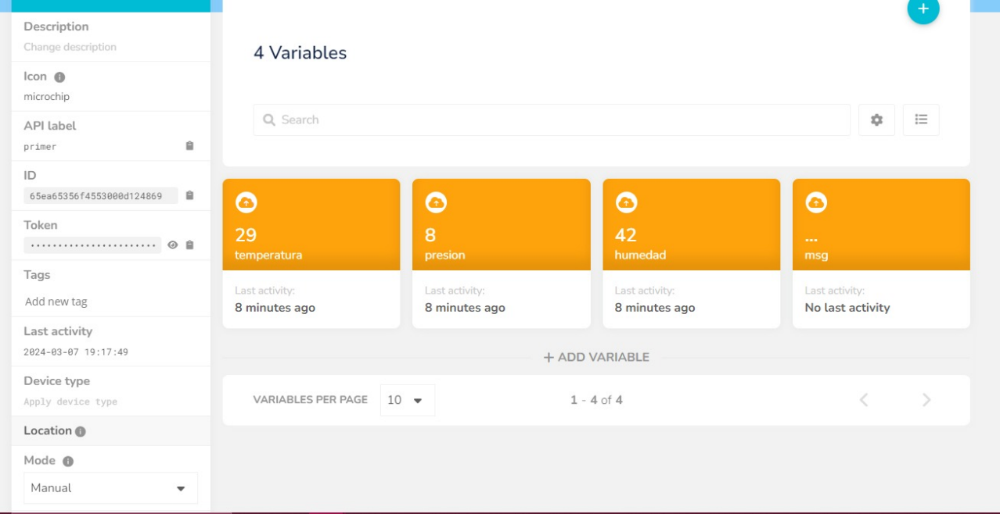 Description
Change description
Icon
microchip
API label
primer
ID
65ea65356f4553000d124869
Token
.......................
Tags
Add new tag
Last activity
2024-03-07 19:17:49
Device type
Apply device type
Location
Mode
Manual
+
4 Variables
Search
29
temperatura
Last activity:
8 minutes ago
8
presion
Last activity:
8 minutes ago
42
humedad
Last activity:
8 minutes ago
...
msg
Last activity:
No last activity
+ ADD VARIABLE
VARIABLES PER PAGE 10 1 - 4 of 4